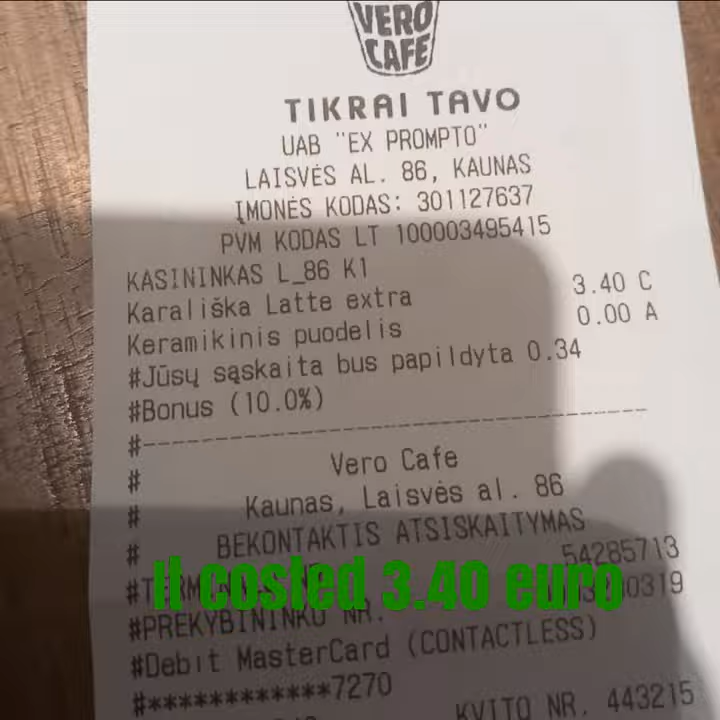 VERO
CAFE
TIKRAI TAVO
UAB "EX PROMPTO"
LAISVĖS AL. 86, KAUNAS
ĮMONĖS KODAS: 301127637
PVM KODAS LT 100003495415
KASININKAS L_86 K1
Karališka Latte extra 3.40 C
Keramikinis puodelis 0.00 A
#Jūsų sąskaita bus papildyta 0.34
#Bonus (10.0%)
#
# Vero Cafe
# Kaunas, Laisvės al. 86
# BEKONTAKTIS ATSISKAITYMAS
54285713
It costed 3.40 euro
#PREKYBININKO NR.
#Debit MasterCard (CONTACTLESS)
#************7270
KVITO NR. 443215